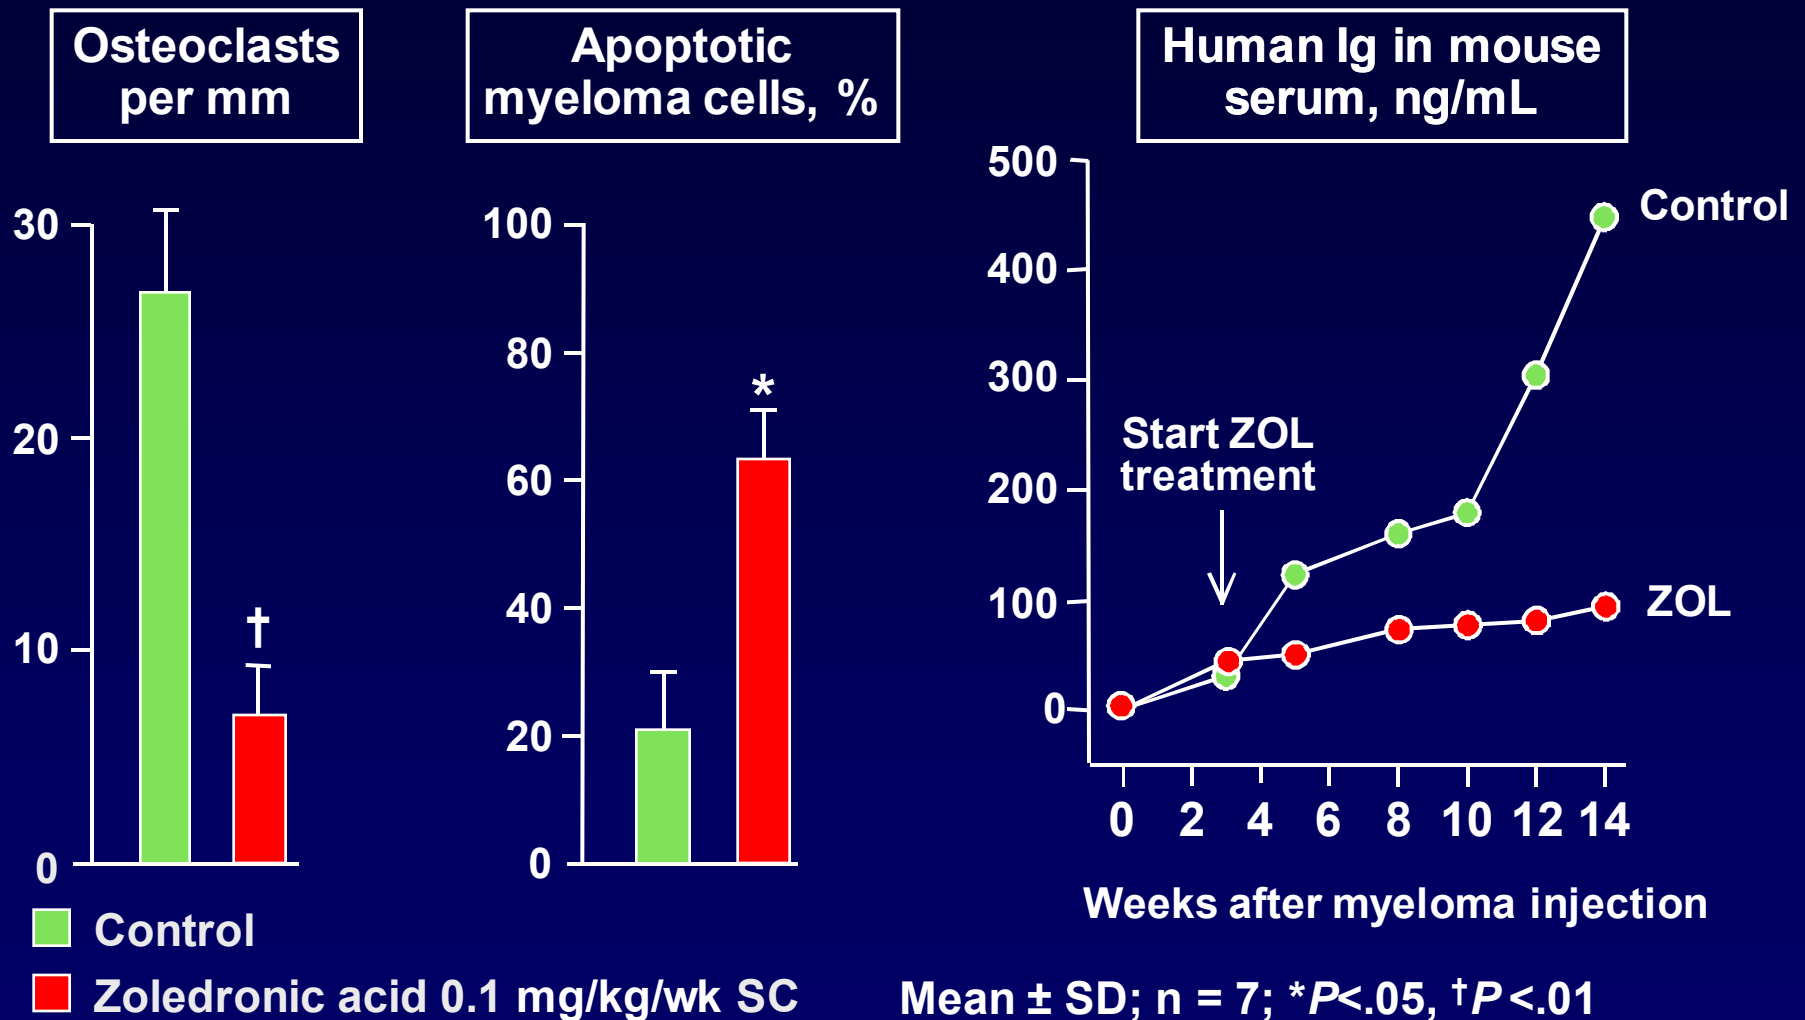 Osteoclasts
per mm
30
20
10
0
†
Apoptotic
myeloma cells, %
100
80
60
40
20
0
*
Human Ig in mouse
serum, ng/mL
500
400
300
200
100
0
Control
Start ZOL
treatment
ZOL
0 2 4 6 8 10 12 14
Weeks after myeloma injection
Control
Zoledronic acid 0.1 mg/kg/wk SC
Mean ± SD; n = 7; *P<.05, †P <.01